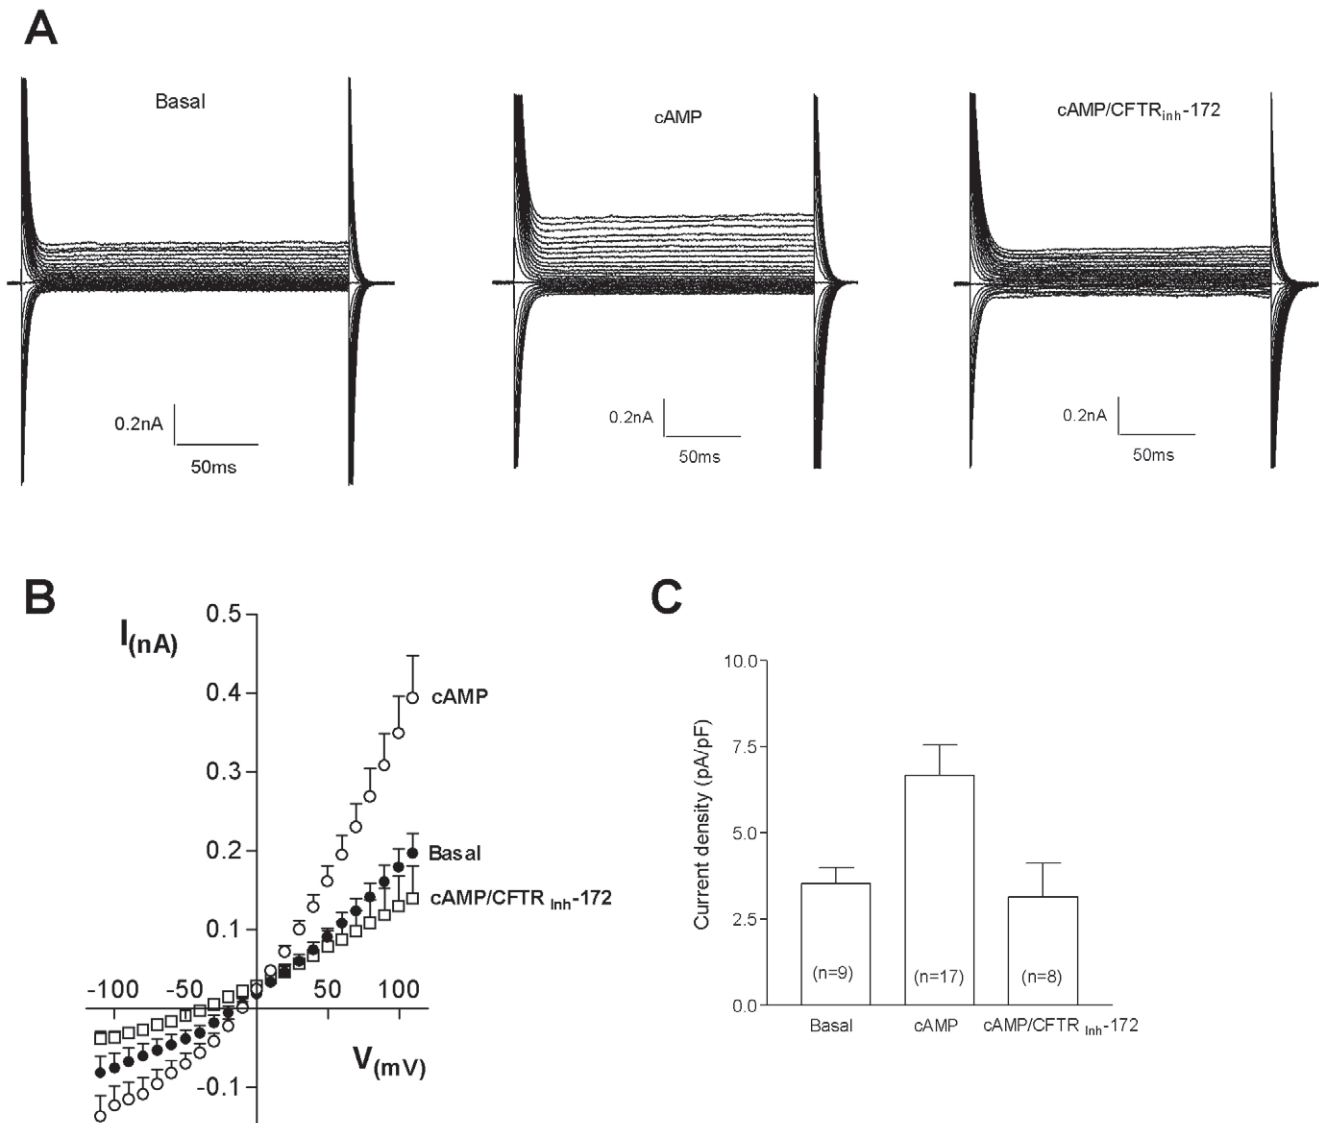 A
Basal
cAMP
cAMP/CFTRinh-172
0.2nA
50ms
0.2nA
50ms
0.2nA
50ms
B
I(nA)
0.5
0.4
0.3
0.2
0.1
-0.1
cAMP
Basal
cAMP/CFTR Inh-172
-100 -50 50 100
V(mV)
C
Current density (pA/pF)
10.0
7.5
5.0
2.5
0.0
(n=9) (n=17) (n=8)
Basal cAMP cAMP/CFTR Inh-172